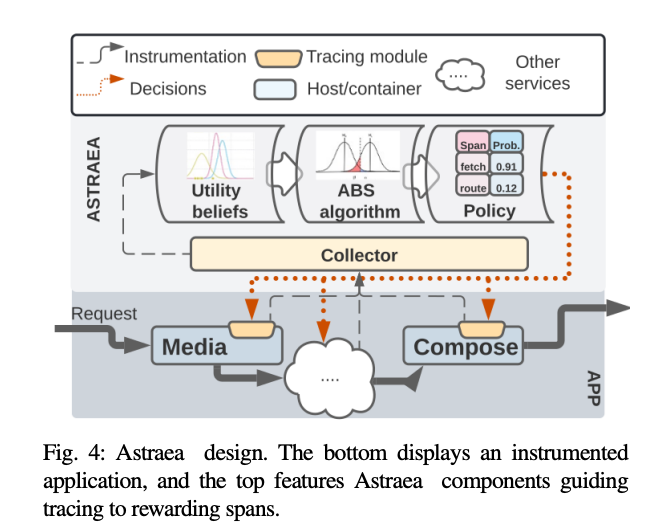 Instrumentation
Tracing module
Other
services
....
Decisions
Host/container
ASTRAEA
Utility
beliefs
ABS
algorithm
Span Prob.
fetch 0.91
route 0.12
Policy
Collector
Request
Media
....
Compose
APP
Fig. 4: Astraea design. The bottom displays an instrumented
application, and the top features Astraea components guiding
tracing to rewarding spans.